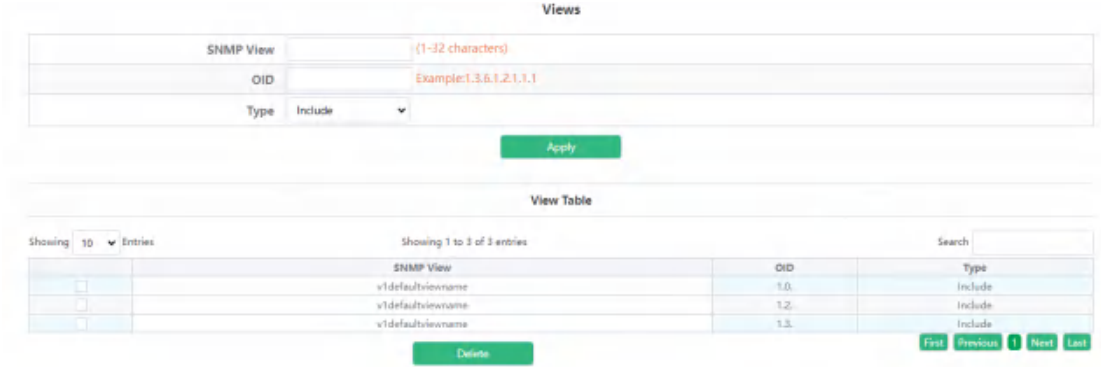 Views
SNMP View (1-32 characters)
OID Example:1.3.6.1.2.1.1.1
Type Include
Apply
View Table
Showing 10 Entries Showing 1 to 3 of 3 entries Search
SNMP View OID Type
v1defaultviewname 1.0. Include
v1defaultviewname 1.2. Include
v1defaultviewname 1.3. Include
First Previous 1 Next Last
Delete